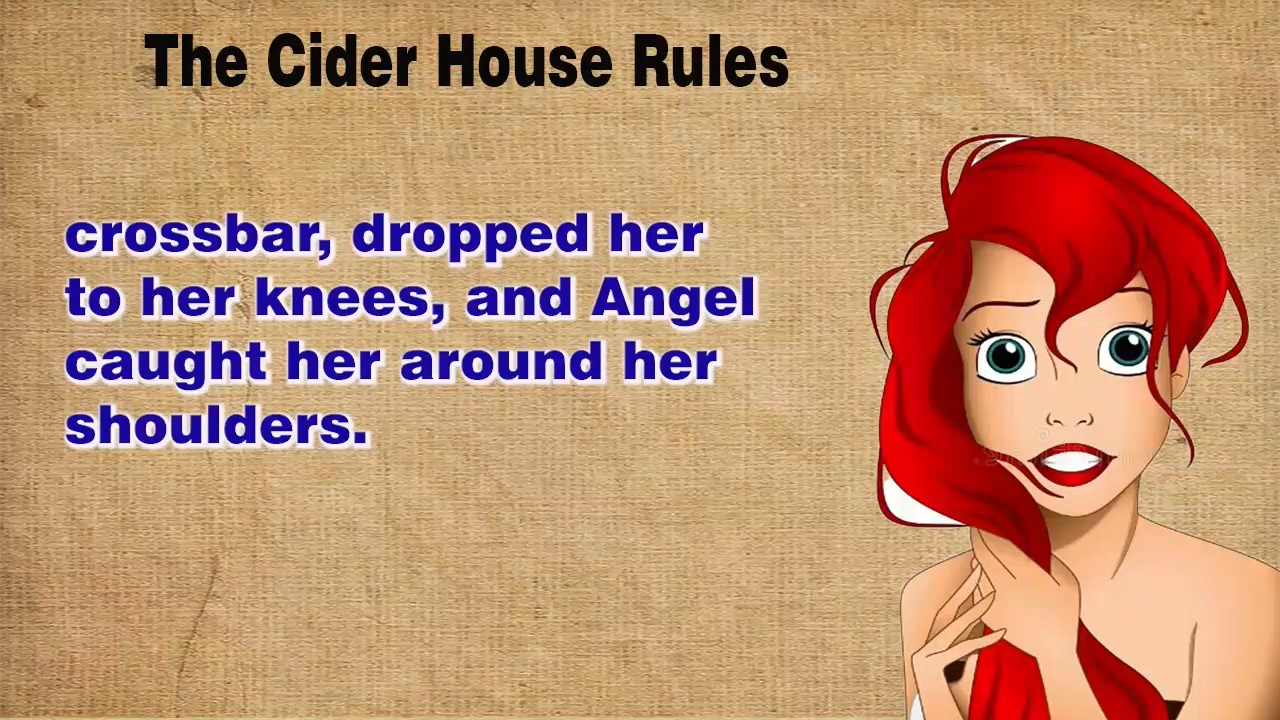 The Cider House Rules
crossbar, dropped her
to her knees, and Angel
caught her around her
shoulders.